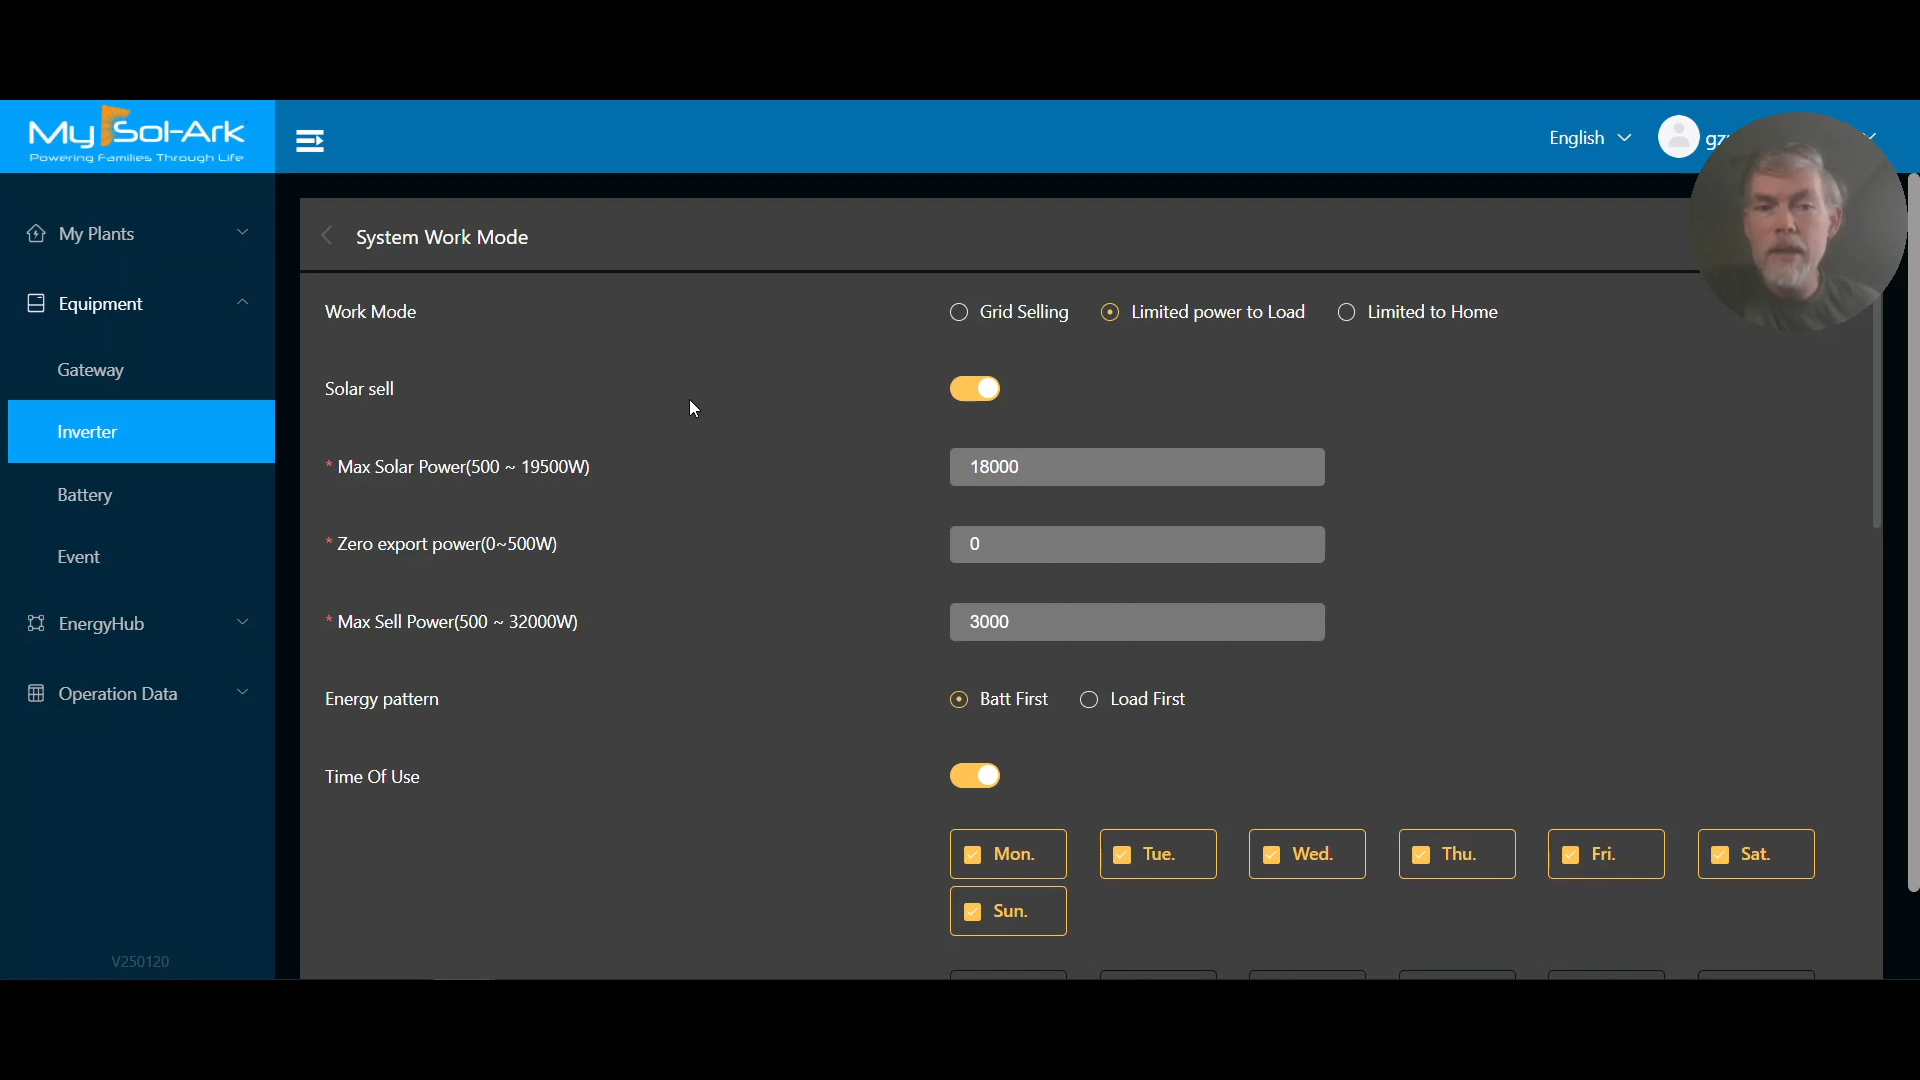 My Sol-Ark
Powering Families Through Life
English
My Plants
Equipment
Gateway
Inverter
Battery
Event
EnergyHub
Operation Data
V250120
System Work Mode
Work Mode
Grid Selling
Limited power to Load
Limited to Home
Solar sell
* Max Solar Power(500 ~ 19500W)
18000
* Zero export power(0~500W)
0
* Max Sell Power(500 ~ 32000W)
3000
Energy pattern
Batt First
Load First
Time Of Use
Mon.
Tue.
Wed.
Thu.
Fri.
Sat.
Sun.